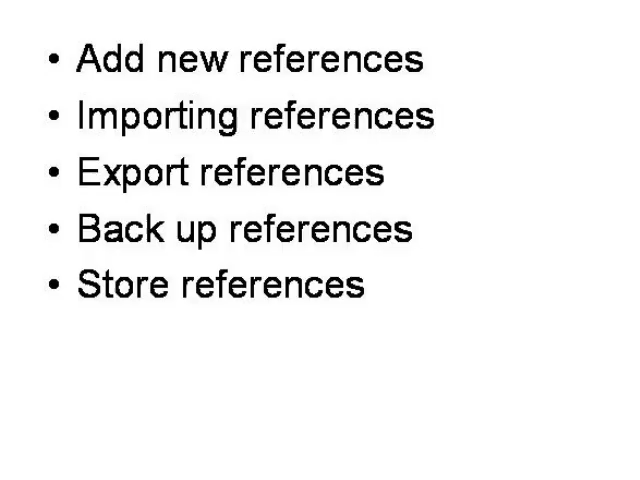 • Add new references
• Importing references
• Export references
• Back up references
• Store references